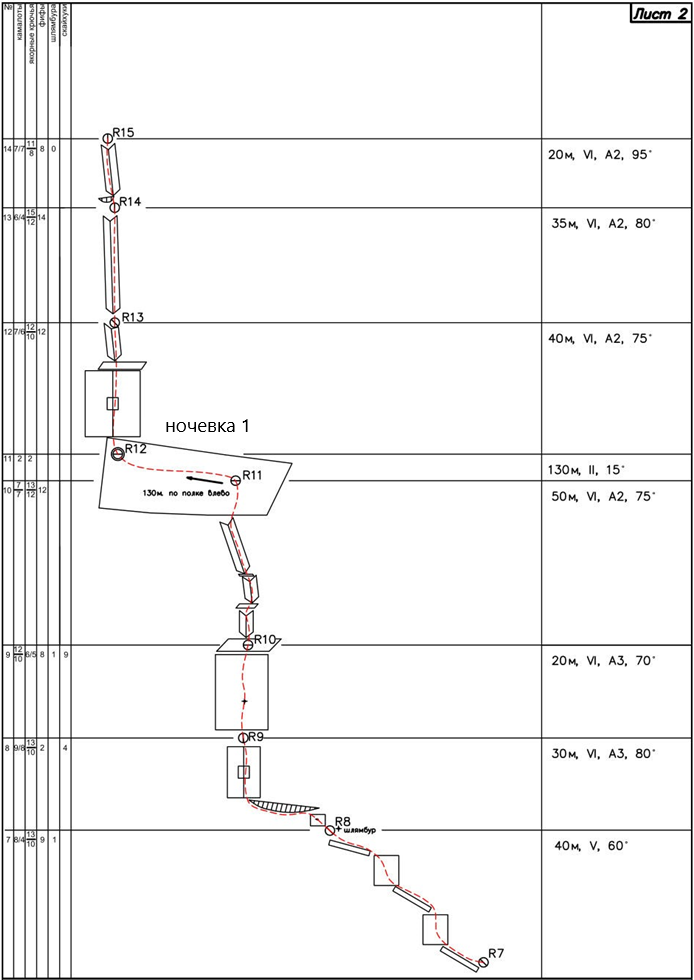 Лист 2
№
камалоты
якорные крючья
фифы
шлямбура
скайхуки
R15
14 7/7 11/8 8 0
20м, VI, A2, 95°
R14
13 6/4 15/12 14
35м, VI, A2, 80°
R13
12 7/6 12/10 12
40м, VI, A2, 75°
ночевка 1
R12
11 2 2
130м, II, 15°
R11
130м. по полке влево
10 7/7 13/12 12
50м, VI, A2, 75°
R10
9 12/10 6/5 8 1 9
20м, VI, A3, 70°
R9
8 9/8 13/10 2 4
30м, VI, A3, 80°
R8
+ шлямбур
7 8/4 13/10 9 1
40м, V, 60°
R7